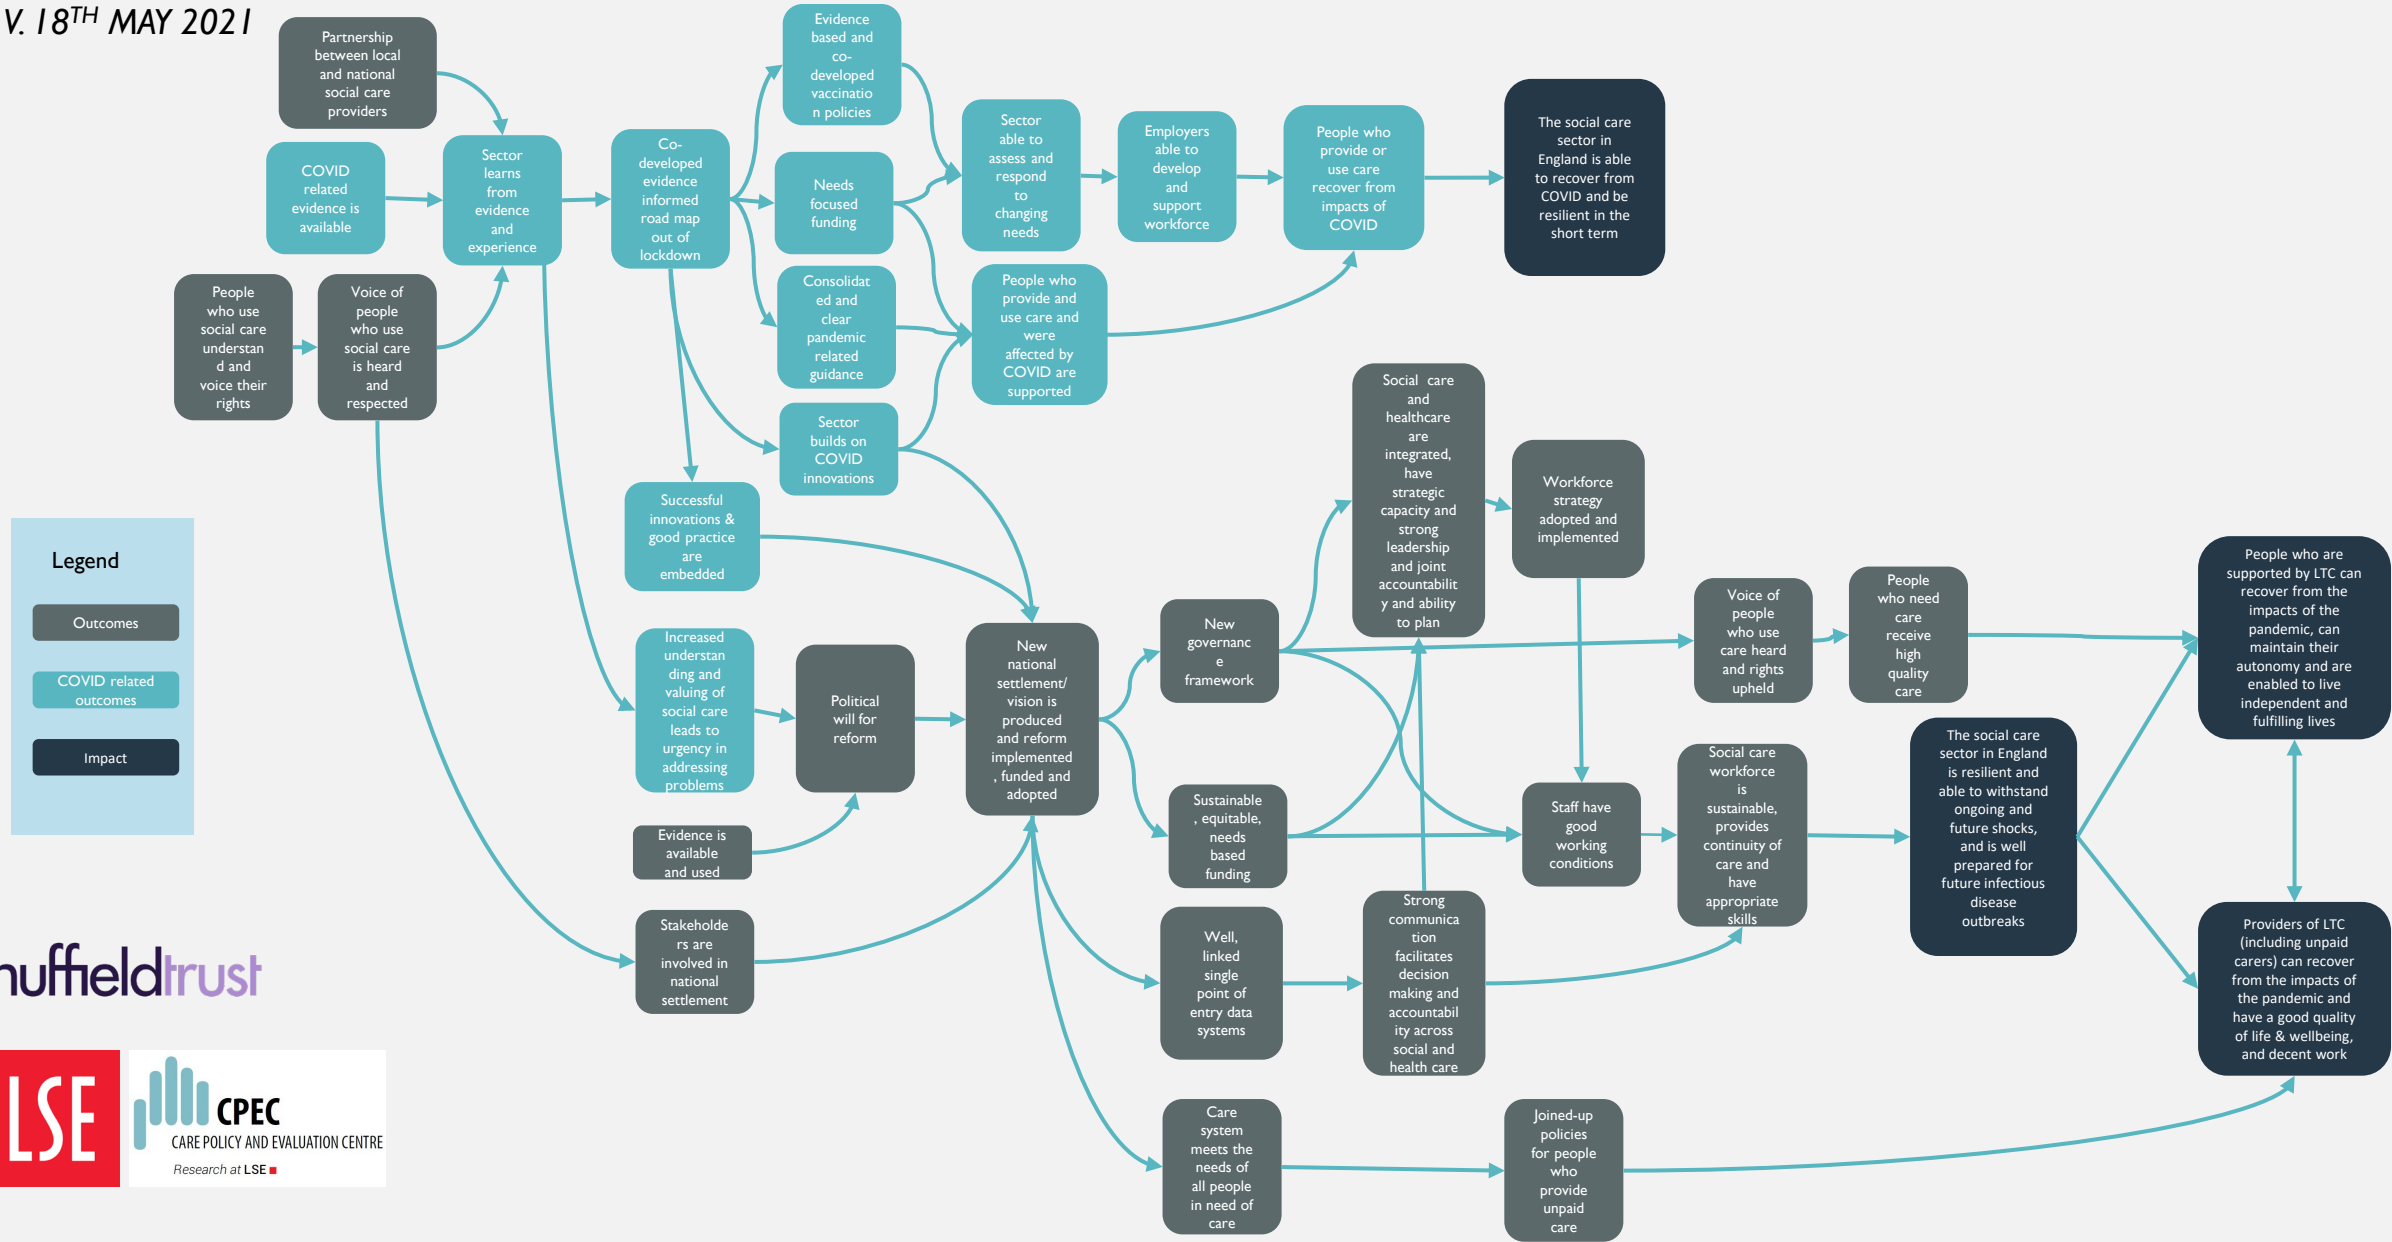 V. 18TH MAY 2021
Partnership
between local
and national
social care
providers
COVID
related
evidence is
available
People
who use
social care
understan
d and
voice their
rights
Voice of
people
who use
social care
is heard
and
respected
Sector
learns
from
evidence
and
experience
Co-
developed
evidence
informed
road map
out of
lockdown
Evidence
based and
co-
developed
vaccinatio
n policies
Needs
focused
funding
Consolidat
ed and
clear
pandemic
related
guidance
Sector
builds on
COVID
innovations
Successful
innovations &
good practice
are
embedded
Sector
able to
assess and
respond
to
changing
needs
People who
provide and
use care and
were
affected by
COVID are
supported
Employers
able to
develop
and
support
workforce
People who
provide or
use care
recover from
impacts of
COVID
The social care
sector in
England is able
to recover from
COVID and be
resilient in the
short term
Legend
Outcomes
COVID related
outcomes
Impact
Increased
understan
ding and
valuing of
social care
leads to
urgency in
addressing
problems
Evidence is
available
and used
Stakeholde
rs are
involved in
national
settlement
Political
will for
reform
New
national
settlement/
vision is
produced
and reform
implemented
, funded and
adopted
New
governanc
e
framework
Sustainable
, equitable,
needs
based
funding
Well,
linked
single
point of
entry data
systems
Care
system
meets the
needs of
all people
in need of
care
Social care
and
healthcare
are
integrated,
have
strategic
capacity and
strong
leadership
and joint
accountabilit
y and ability
to plan
Strong
communica
tion
facilitates
decision
making and
accountabil
ity across
social and
health care
Workforce
strategy
adopted and
implemented
Staff have
good
working
conditions
Joined-up
policies
for people
who
provide
unpaid
care
Voice of
people
who use
care heard
and rights
upheld
Social care
workforce
is
sustainable,
provides
continuity of
care and
have
appropriate
skills
People
who need
care
receive
high
quality
care
The social care
sector in England
is resilient and
able to withstand
ongoing and
future shocks,
and is well
prepared for
future infectious
disease
outbreaks
People who are
supported by LTC can
recover from the
impacts of the
pandemic, can
maintain their
autonomy and are
enabled to live
independent and
fulfilling lives
Providers of LTC
(including unpaid
carers) can recover
from the impacts of
the pandemic and
have a good quality
of life & wellbeing,
and decent work
nuffieldtrust
LSE
CPEC
CARE POLICY AND EVALUATION CENTRE
Research at LSE